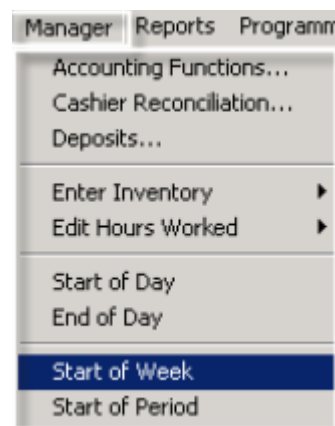 Manager Reports Programm
Accounting Functions...
Cashier Reconciliation...
Deposits...
Enter Inventory
Edit Hours Worked
Start of Day
End of Day
Start of Week
Start of Period